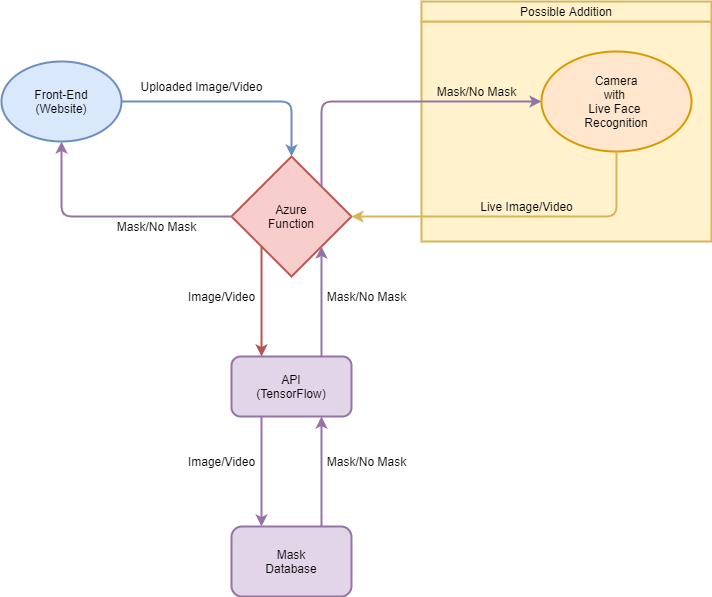 Possible Addition
Front-End
(Website)
Uploaded Image/Video
Mask/No Mask
Camera
with
Live Face
Recognition
Azure
Function
Mask/No Mask
Live Image/Video
Image/Video
Mask/No Mask
API
(TensorFlow)
Image/Video
Mask/No Mask
Mask
Database